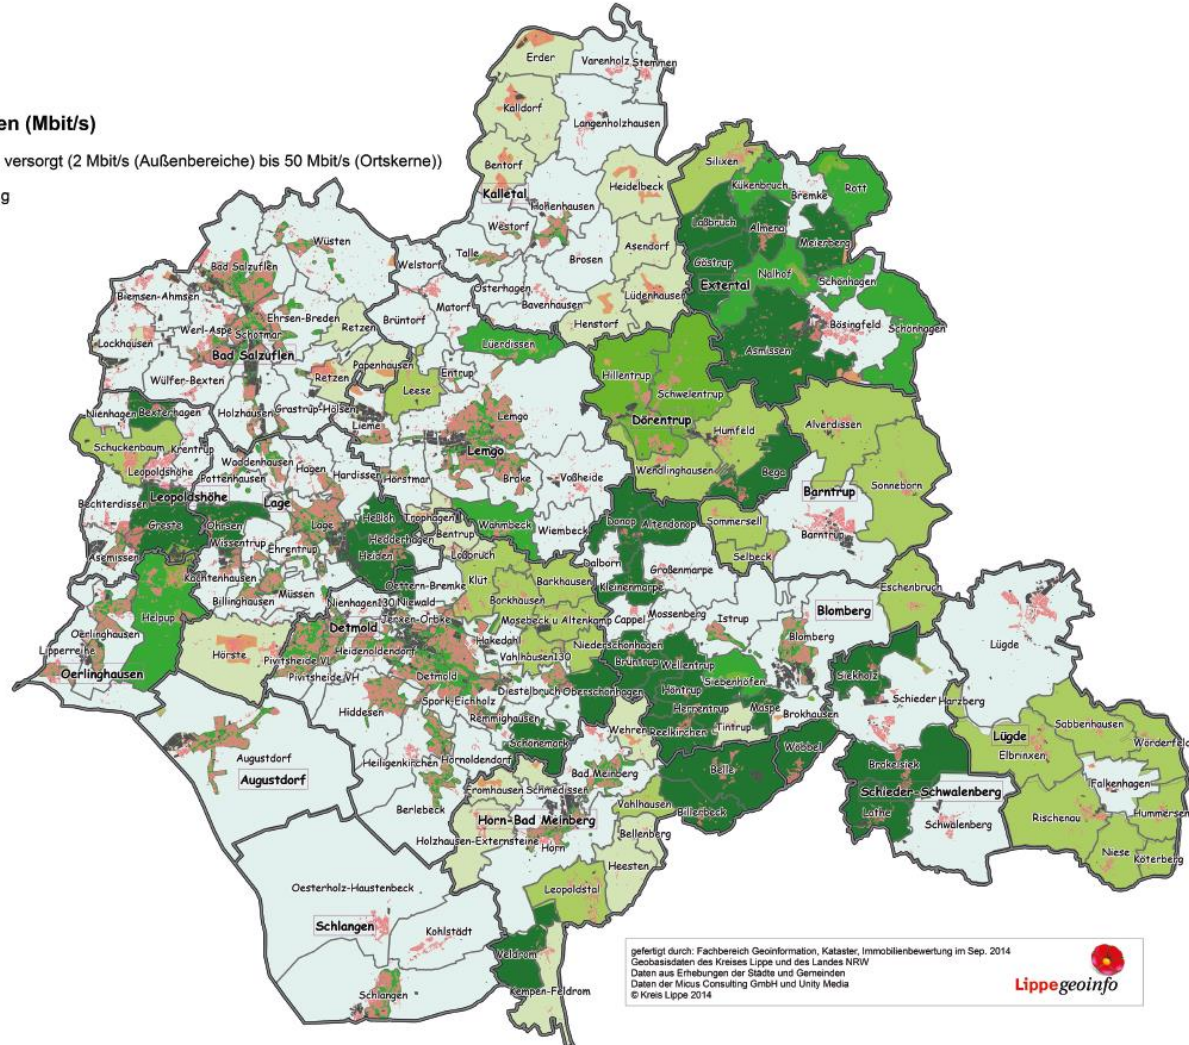 en (Mbit/s)
versorgt (2 Mbit/s (Außenbereiche) bis 50 Mbit/s (Ortskerne))
g
Erder
Varenholz
Stemmen
Kalldorf
Langenholzhausen
Bentorf
Silixen
Heidelbeck
Kükenbruch
Bremke
Rott
Kalletal
Hohenhausen
Westorf
Laßbruch
Almena
Meierberg
Wüsten
Talle
Asendorf
Brosen
Göstrup
Nalhof
Bad Salzuflen
Welstorf
Extertal
Schönhagen
Biemsen-Ahmsen
Osterhagen
Lüdenhausen
Matorf
Bavenhausen
Ehrsen-Breden
Brüntorf
Henstorf
Bösingfeld
Schönhagen
Werl-Aspe
Schötmar
Retzen
Lockhausen
Lüerdissen
Asmissen
Bad Salzuflen
Papenhausen
Entrup
Hillentrup
Wülfer-Bexten
Retzen
Leese
Schwelentrup
Nienhagen
Bexterhagen
Holzhausen
Grastrup-Hölsen
Lieme
Lemgo
Dörentrup
Humfeld
Alverdissen
Schuckenbaum
Krentrup
Lemgo
Waddenhausen
Leopoldshöhe
Pottenhausen
Hagen
Hardissen
Hörstmar
Brake
Voßheide
Wendlinghausen
Bega
Sonneborn
Barntrup
Bechterdissen
Leopoldshöhe
Lage
Greste
Ohrsen
Lage
Heßloh
Trophagen
Wahmbeck
Wiembeck
Donop
Altendonop
Sommersell
Barntrup
Wissentrup
Ehrentrup
Hedderhagen
Bentrup
Asemissen
Heiden
Loßbruch
Dalborn
Großenmarpe
Selbeck
Kachtenhausen
Müssen
Oettern-Bremke
Klüt
Barkhausen
Kleinenmarpe
Eschenbruch
Billinghausen
Nienhagen130
Niewald
Borkhausen
Mossenberg
Blomberg
Helpup
Jerxen-Orbke
Mosebeck u. Altenkamp
Cappel
Istrup
Detmold
Oerlinghausen
Hakedahl
Niederschönhagen
Blomberg
Lügde
Lipperreihe
Hörste
Pivitsheide VL
Heidenoldendorf
Vahlhausen130
Brüntrup
Wellentrup
Oerlinghausen
Pivitsheide VH
Detmold
Siebenhöfen
Siekholz
Diestelbruch
Oberschönhagen
Höntrup
Spork-Eichholz
Herrentrup
Maspe
Schieder
Harzberg
Hiddesen
Remmighausen
Brokhausen
Wehren
Reelkirchen
Tintrup
Sabbenhausen
Schönemark
Lügde
Wöbbel
Elbrinxen
Augustdorf
Heiligenkirchen
Hornoldendorf
Bad Meinberg
Belle
Brakelsiek
Augustdorf
Fromhausen
Schmedissen
Schieder-Schwalenberg
Falkenhagen
Berlebeck
Vahlhausen
Billerbeck
Lothe
Horn-Bad Meinberg
Schwalenberg
Rischenau
Bellenberg
Holzhausen-Externsteine
Horn
Heesten
Niese
Köterberg
Oesterholz-Haustenbeck
Leopoldstal
Schlangen
Kohlstädt
Veldrom
Kempen-Feldrom
Schlangen
gefertigt durch: Fachbereich Geoinformation, Kataster, Immobilienbewertung im Sep. 2014
Geobasisdaten des Kreises Lippe und des Landes NRW
Daten aus Erhebungen der Städte und Gemeinden
Daten der Micus Consulting GmbH und Unity Media
© Kreis Lippe 2014
Lippe geoinfo